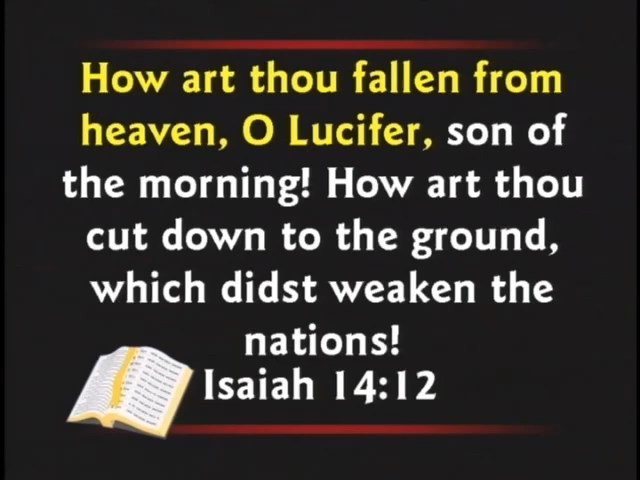 How art thou fallen from
heaven, O Lucifer, son of
the morning! How art thou
cut down to the ground,
which didst weaken the
nations!
Isaiah 14:12